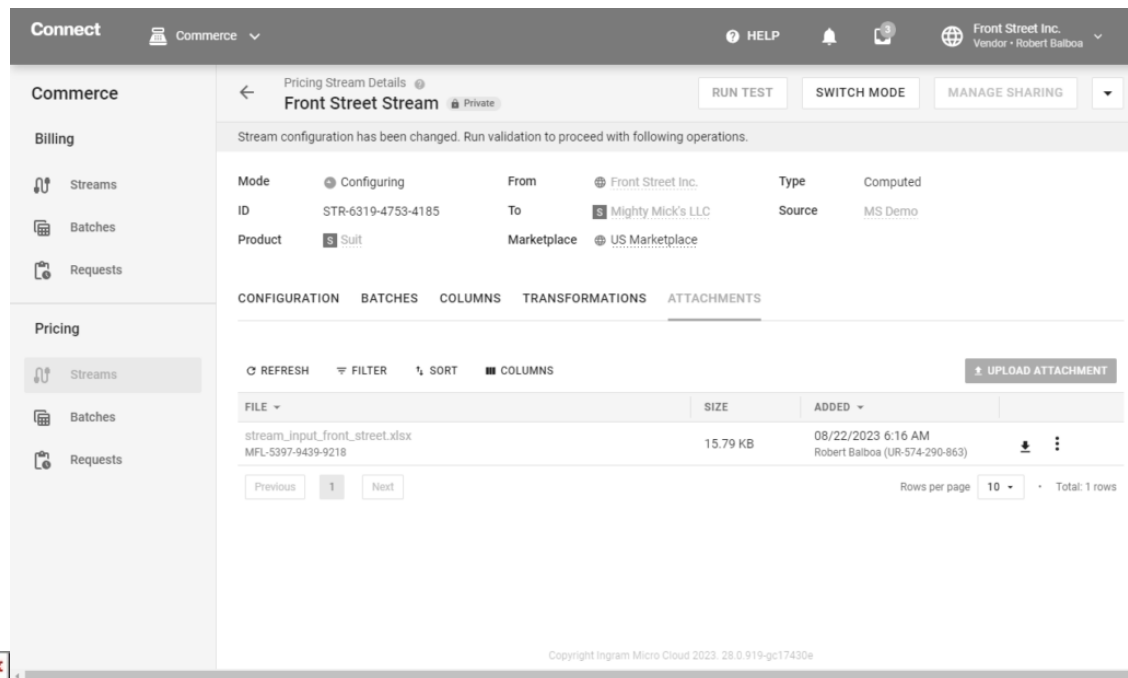 Connect
Commerce
HELP
3
Front Street Inc.
Vendor • Robert Balboa
Commerce
Billing
Streams
Batches
Requests
Pricing
Streams
Batches
Requests
Pricing Stream Details
Front Street Stream Private
RUN TEST
SWITCH MODE
MANAGE SHARING
Stream configuration has been changed. Run validation to proceed with following operations.
Mode Configuring From Front Street Inc. Type Computed
ID STR-6319-4753-4185 To S Mighty Mick's LLC Source MS Demo
Product S Suit Marketplace US Marketplace
CONFIGURATION BATCHES COLUMNS TRANSFORMATIONS ATTACHMENTS
REFRESH FILTER SORT COLUMNS UPLOAD ATTACHMENT
FILE SIZE ADDED
stream_input_front_street.xlsx 15.79 KB 08/22/2023 6:16 AM
MFL-5397-9439-9218 Robert Balboa (UR-574-290-863)
Previous 1 Next Rows per page 10 • Total: 1 rows
Copyright Ingram Micro Cloud 2023. 28.0.919-gc17430e